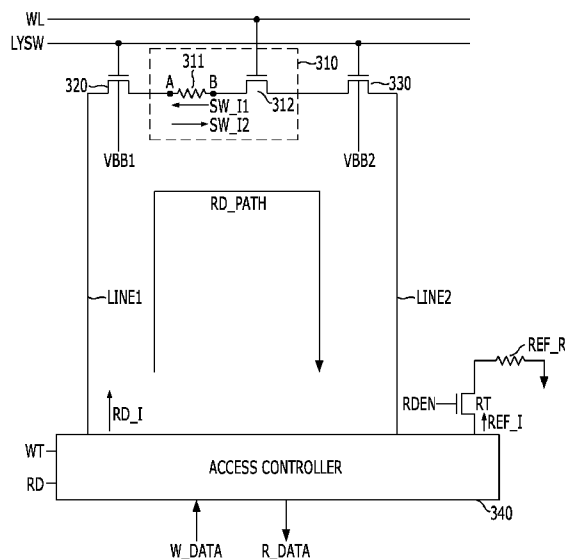 WL
LYSW
311
310
320
A
B
330
SW_I1
312
SW_I2
VBB1
VBB2
RD_PATH
LINE1
LINE2
REF_R
RDEN
RT
RD_I
REF_I
WT
ACCESS CONTROLLER
RD
340
W_DATA
R_DATA